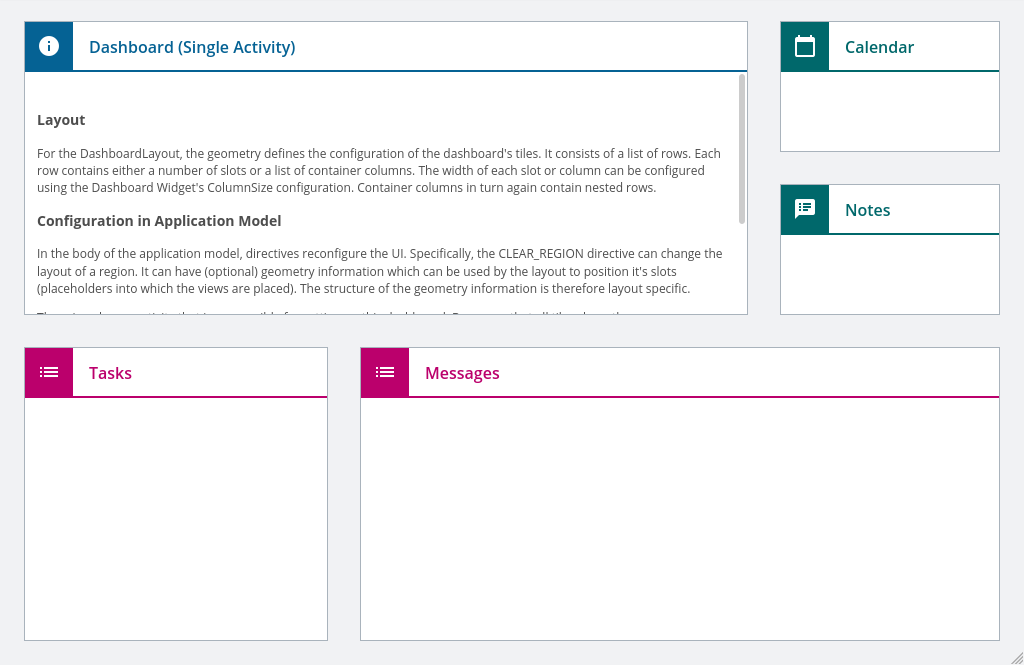 Dashboard (Single Activity)
Layout
For the DashboardLayout, the geometry defines the configuration of the dashboard's tiles. It consists of a list of rows. Each
row contains either a number of slots or a list of container columns. The width of each slot or column can be configured
using the Dashboard Widget's ColumnSize configuration. Container columns in turn again contain nested rows.
Configuration in Application Model
In the body of the application model, directives reconfigure the UI. Specifically, the CLEAR_REGION directive can change the
layout of a region. It can have (optional) geometry information which can be used by the layout to position it's slots
(placeholders into which the views are placed). The structure of the geometry information is therefore layout specific.
Calendar
Notes
Tasks
Messages